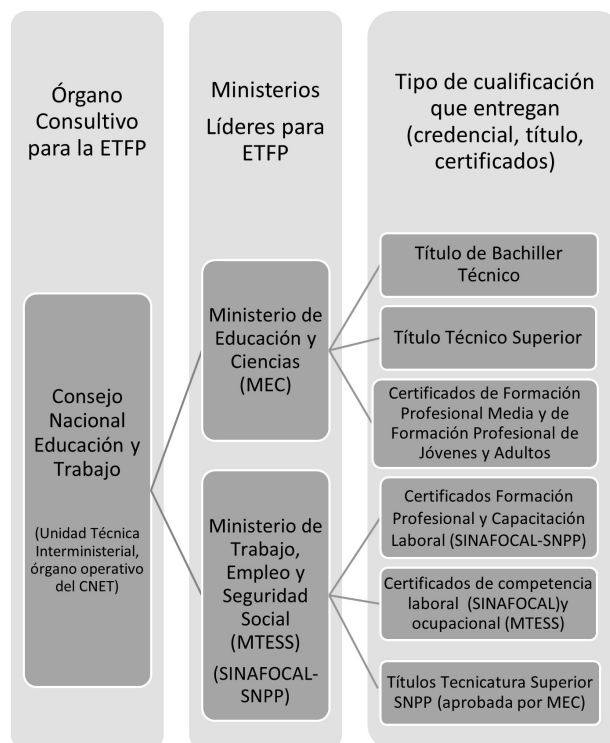 Órgano
Consultivo
para la ETFP
Consejo
Nacional
Educación y
Trabajo
(Unidad Técnica
Interministerial,
órgano operativo
del CNET)
Ministerios
Líderes para
ETFP
Ministerio de
Educación y
Ciencias
(MEC)
Ministerio de
Trabajo,
Empleo y
Seguridad
Social
(MTESS)
(SINAFOCAL-
SNPP)
Tipo de cualificación
que entregan
(credencial, título,
certificados)
Título de Bachiller
Técnico
Título Técnico Superior
Certificados de Formación
Profesional Media y de
Formación Profesional de
Jóvenes y Adultos
Certificados Formación
Profesional y Capacitación
Laboral (SINAFOCAL-SNPP)
Certificados de competencia
laboral (SINAFOCAL)y
ocupacional (MTESS)
Títulos Tecnicatura Superior
SNPP (aprobada por MEC)